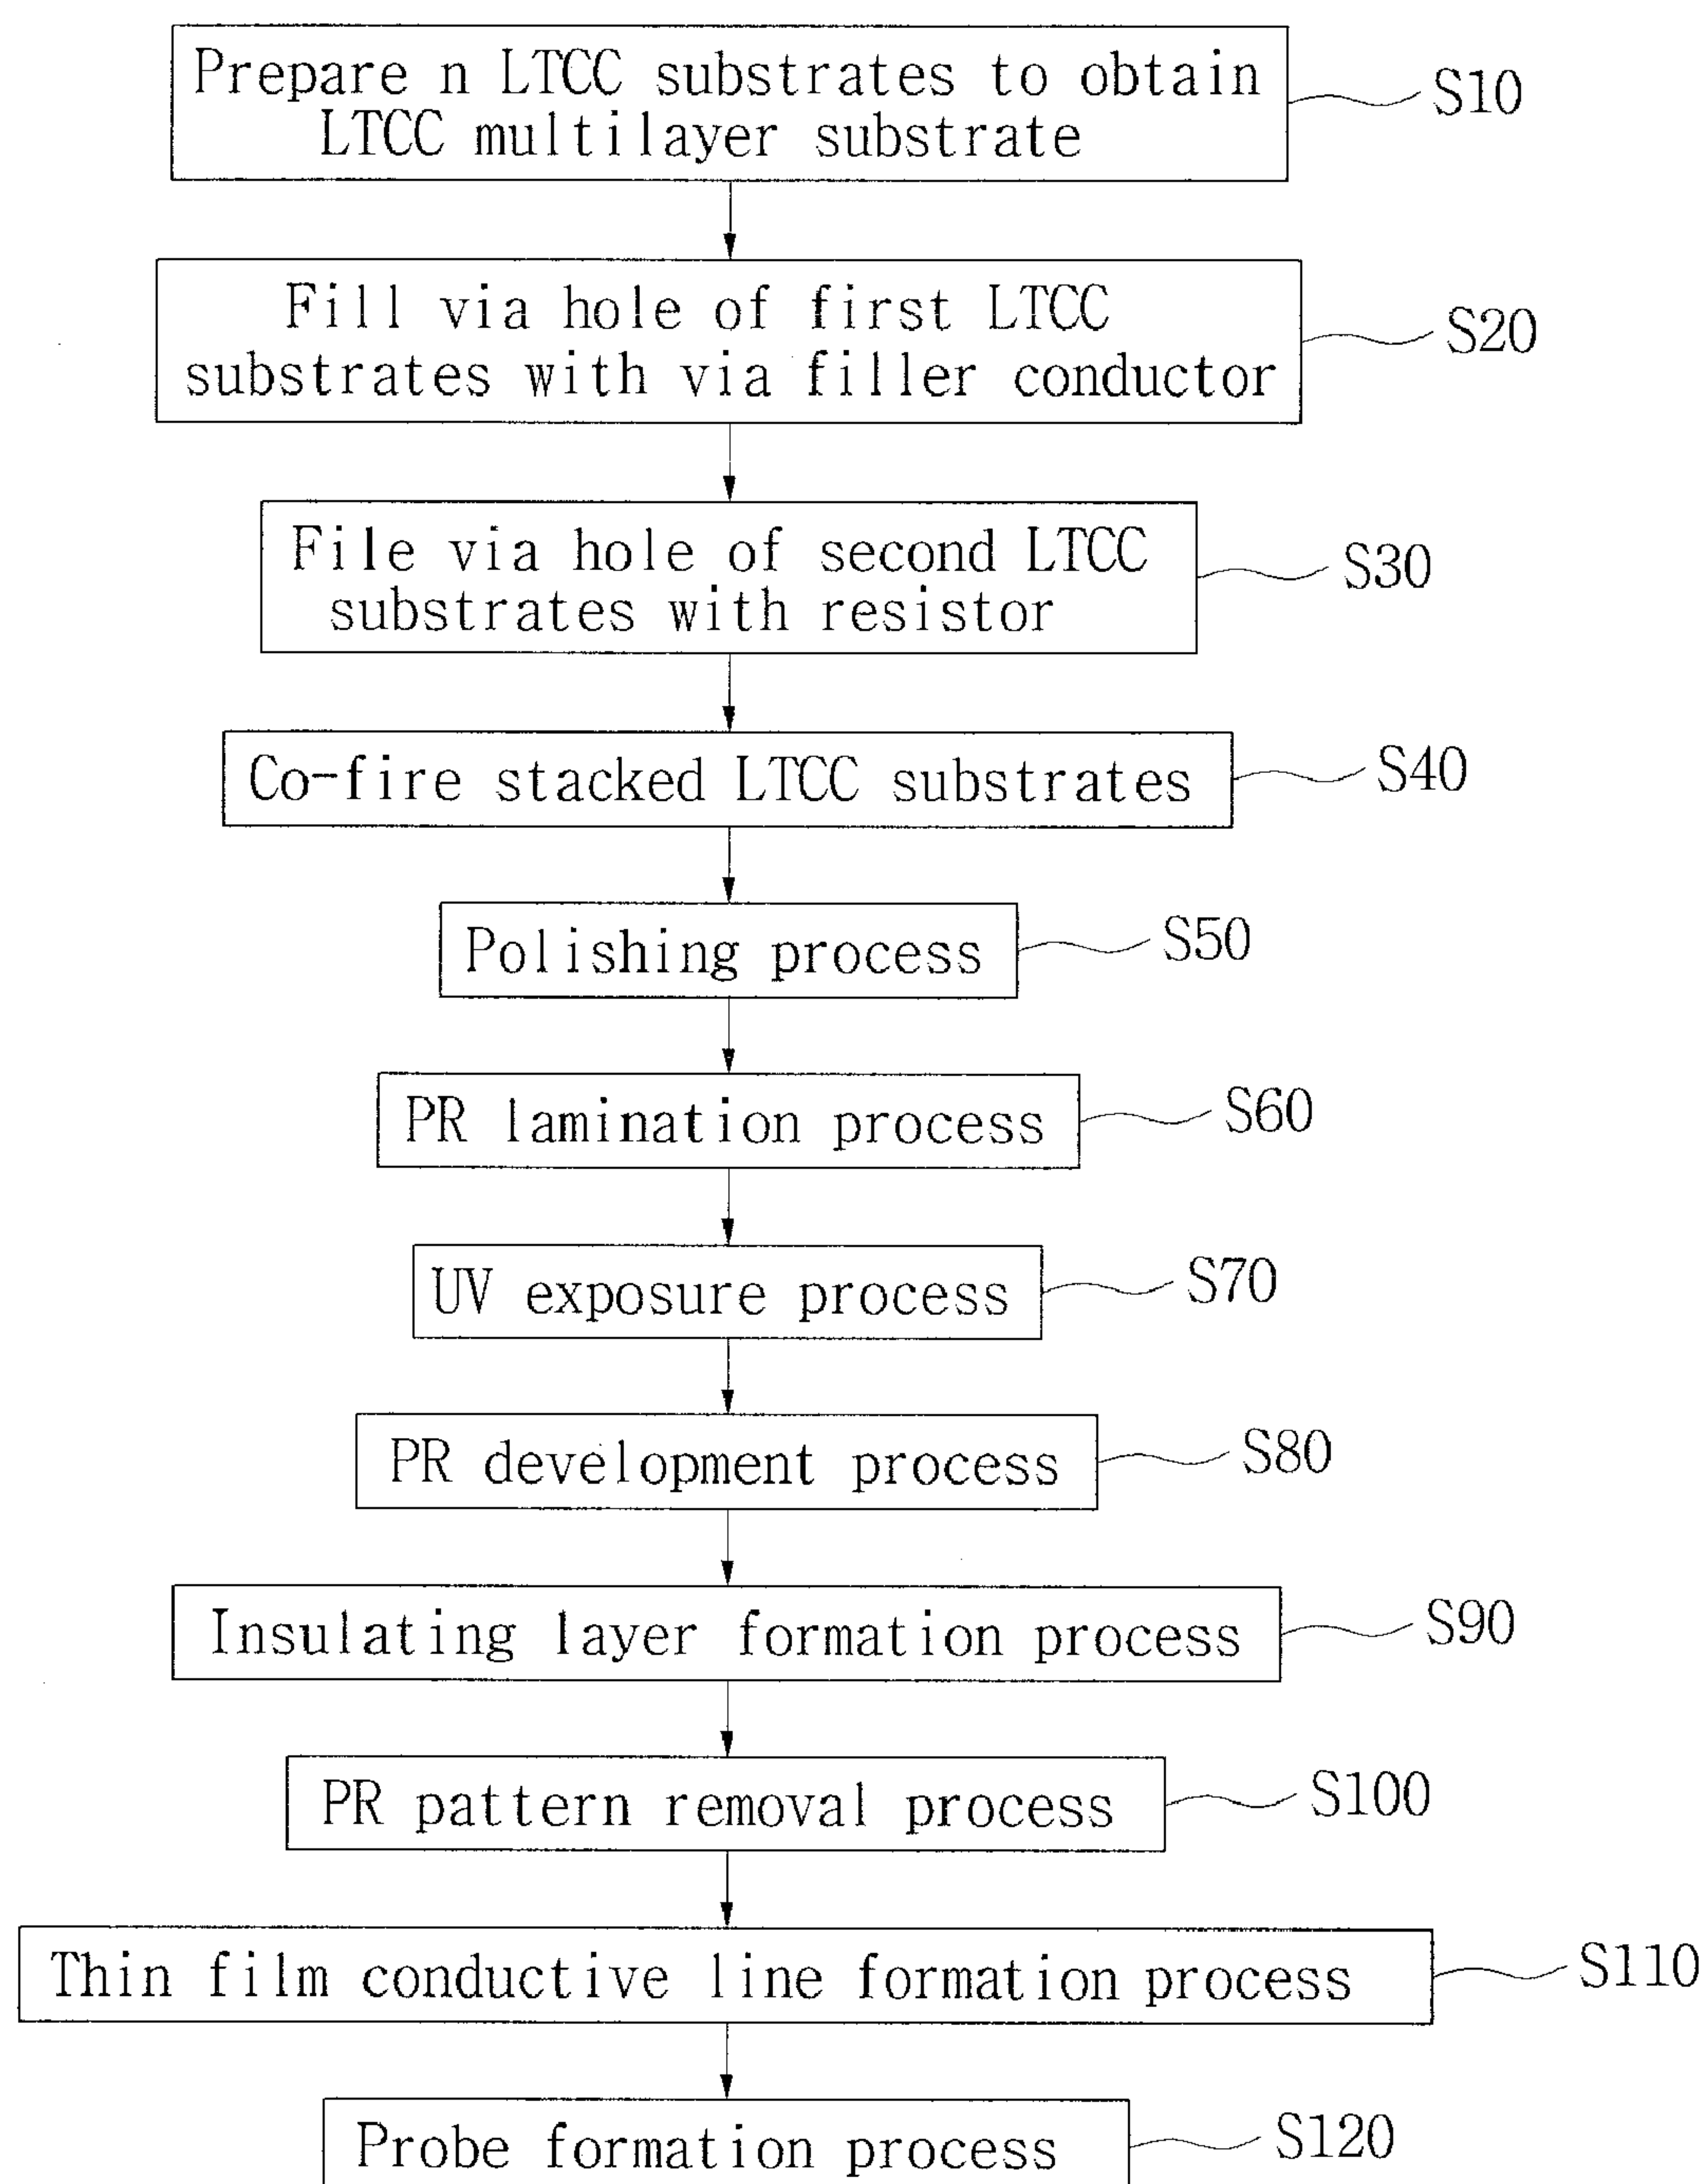 Prepare n LTCC substrates to obtain
LTCC multilayer substrate
S10
Fill via hole of first LTCC
substrates with via filler conductor
S20
File via hole of second LTCC
substrates with resistor
S30
Co-fire stacked LTCC substrates
S40
Polishing process
S50
PR lamination process
S60
UV exposure process
S70
PR development process
S80
Insulating layer formation process
S90
PR pattern removal process
S100
Thin film conductive line formation process
S110
Probe formation process
S120